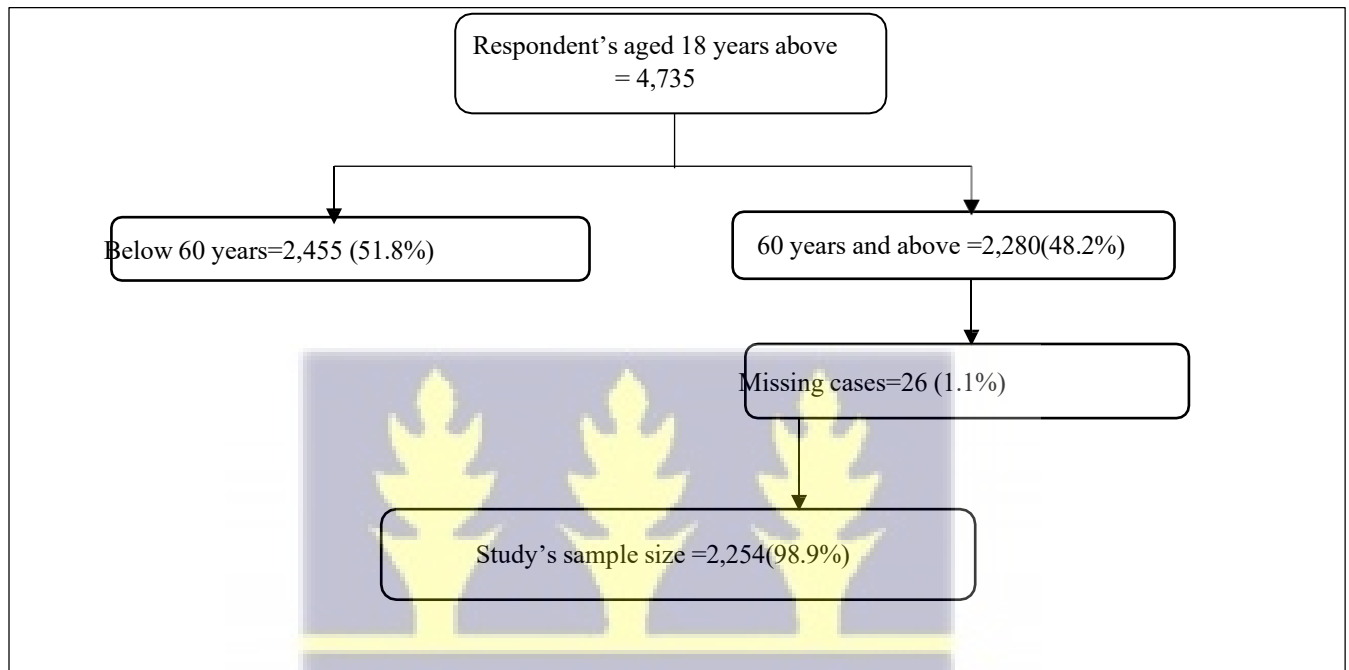 Respondent’s aged 18 years above
= 4,735
Below 60 years=2,455 (51.8%)
60 years and above =2,280(48.2%)
Missing cases=26 (1.1%)
Study’s sample size =2,254(98.9%)